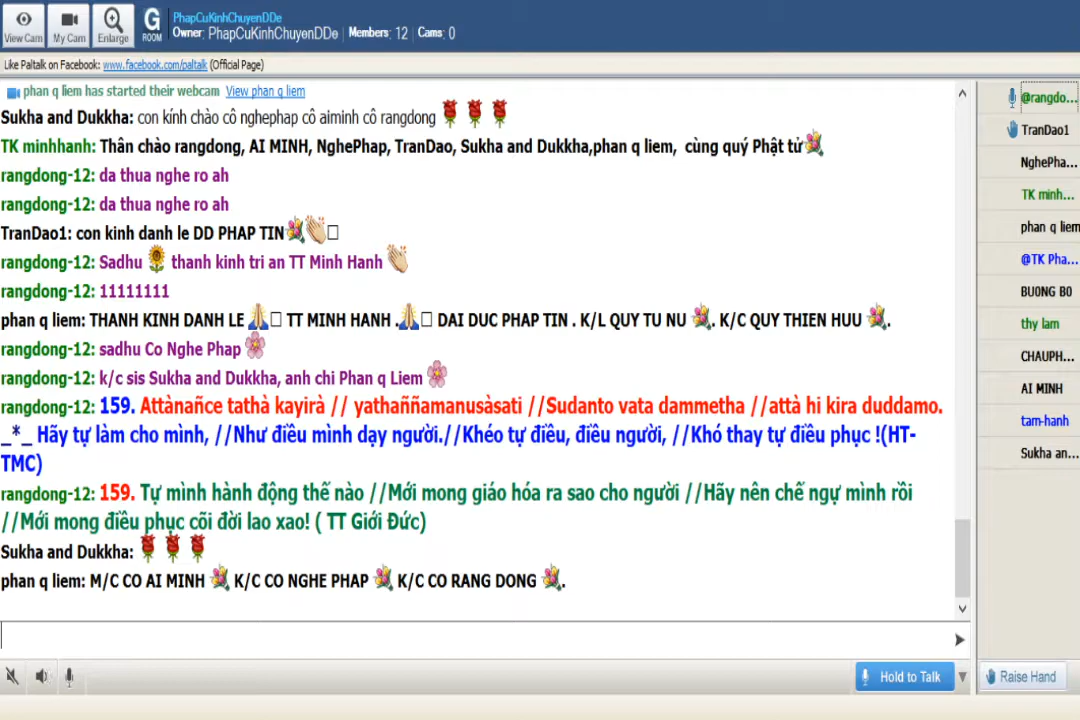 View Cam
My Cam
Enlarge
G
ROOM
PhapCuKinhChuyenDDe
Owner: PhapCuKinhChuyenDDe | Members: 12 | Cams: 0
Like Paltalk on Facebook: www.facebook.com/paltalk (Official Page)
phan q liem has started their webcam View phan q liem
Sukha and Dukkha: con kính chào cô nghephap cô aiminh cô rangdong 🌹🌹🌹
TK minhhanh: Thân chào rangdong, AI MINH, NghePhap, TranDao, Sukha and Dukkha,phan q liem, cùng quý Phật tử💐
rangdong-12: da thua nghe ro ah
rangdong-12: da thua nghe ro ah
TranDao1: con kinh danh le DD PHAP TIN💐👏□
rangdong-12: Sadhu 🌻 thanh kinh tri an TT Minh Hanh 👏
rangdong-12: 11111111
phan q liem: THANH KINH DANH LE 🙏□ TT MINH HANH .🙏□ DAI DUC PHAP TIN . K/L QUY TU NU 💐. K/C QUY THIEN HUU 💐.
rangdong-12: sadhu Co Nghe Phap 🌸
rangdong-12: k/c sis Sukha and Dukkha, anh chi Phan q Liem 🌸
rangdong-12: 159. Attànañce tathà kayirà // yathaññamanusàsati //Sudanto vata dammetha //attà hi kira duddamo.
_*_ Hãy tự làm cho mình, //Như điều mình dạy người.//Khéo tự điều, điều người, //Khó thay tự điều phục !(HT-
TMC)
rangdong-12: 159. Tự mình hành động thế nào //Mới mong giáo hóa ra sao cho người //Hãy nên chế ngự mình rồi
//Mới mong điều phục cõi đời lao xao! ( TT Giới Đức)
Sukha and Dukkha: 🌹🌹🌹
phan q liem: M/C CO AI MINH 💐 K/C CO NGHE PHAP 💐 K/C CO RANG DONG 💐.
@rangdo...
TranDao1
NghePha...
TK minh...
phan q liem
@TK Pha...
BUONG BO
thy lam
CHAUPH...
AI MINH
tam-hanh
Sukha an...
Hold to Talk
Raise Hand